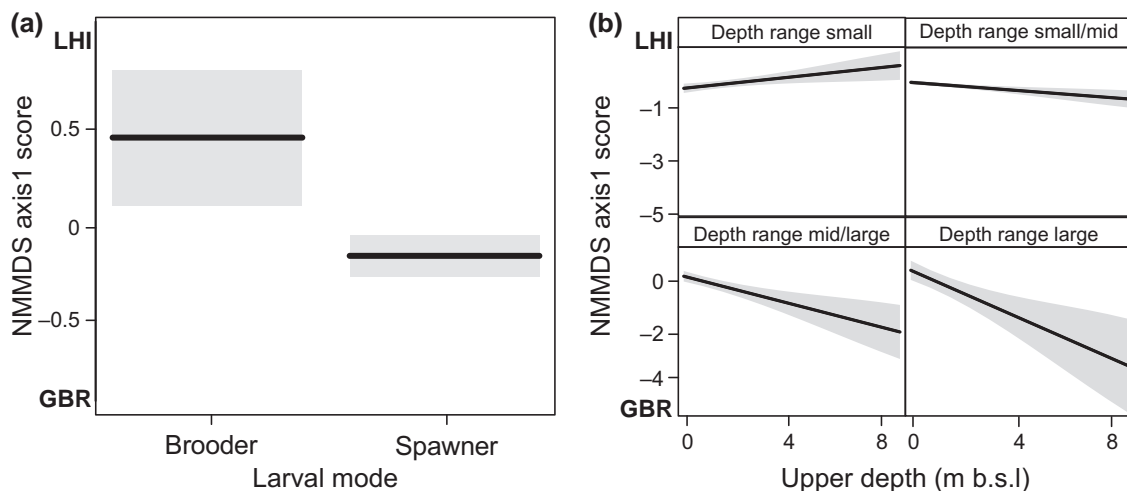 (a)
LHI
NMMDS axis1 score
0.5
0
–0.5
GBR
Brooder Spawner
Larval mode
(b)
LHI
Depth range small Depth range small/mid
NMMDS axis1 score
–1
–3
–5
Depth range mid/large Depth range large
0
–2
–4
GBR
0 4 8 0 4 8
Upper depth (m b.s.l)